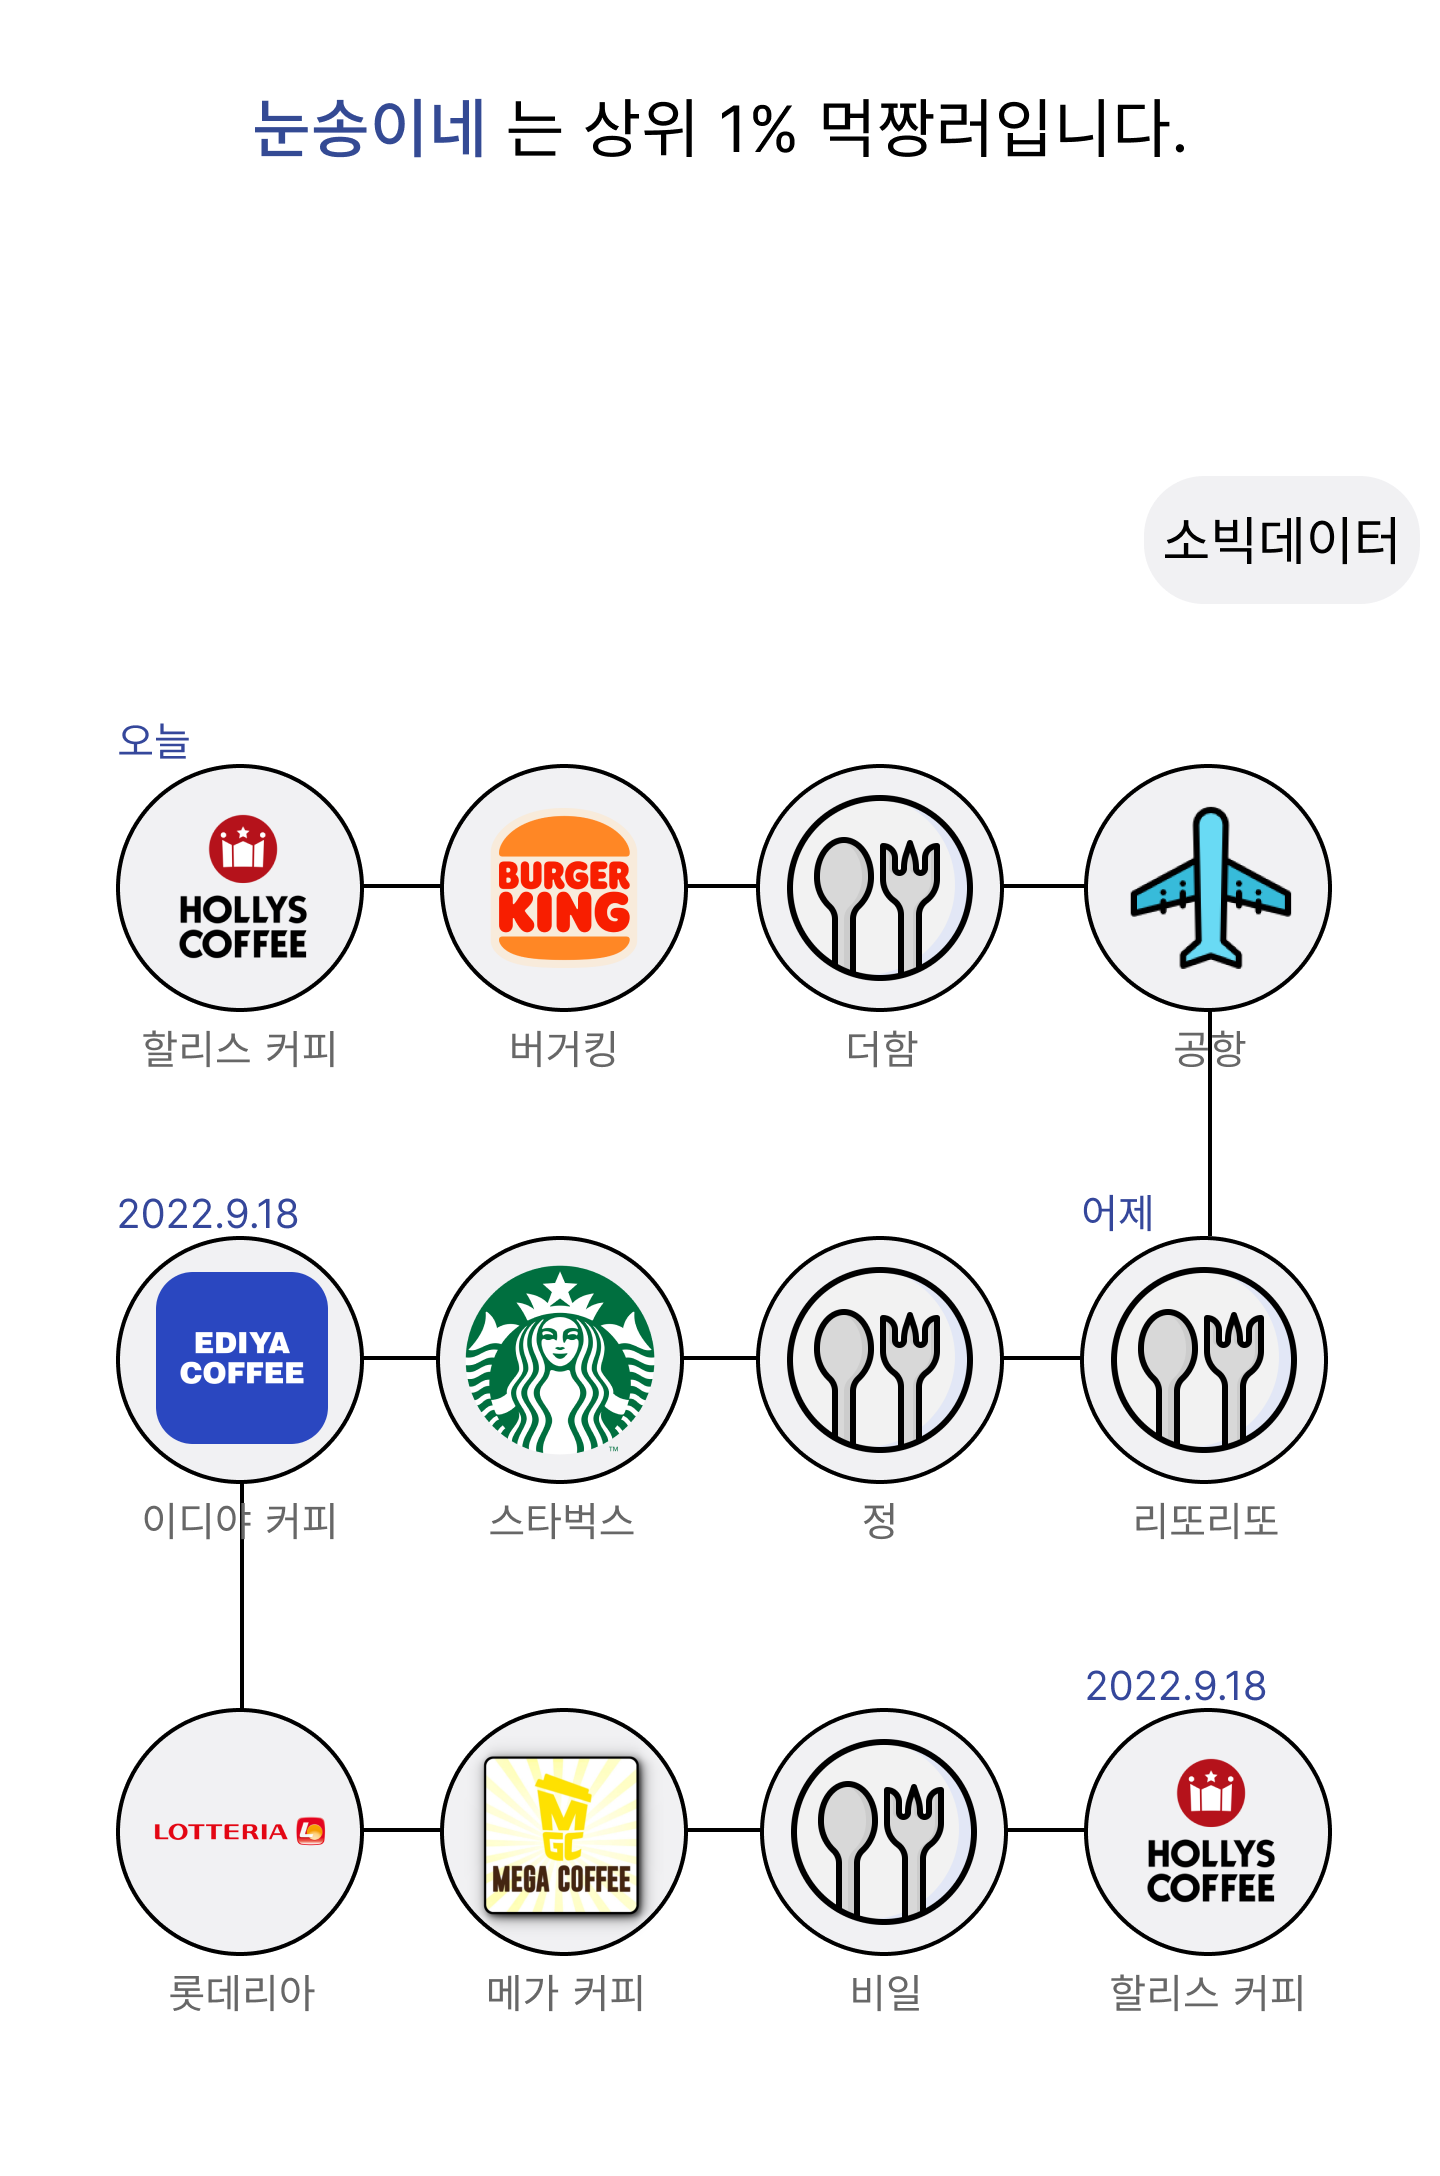 눈송이네 는 상위 1% 먹짱러입니다.
소빅데이터
오늘
HOLLYS
COFFEE
BURGER
KING
할리스 커피
버거킹
더함
공항
2022.9.18
어제
EDIYA
COFFEE
TM
이디야 커피
스타벅스
정
리또리또
2022.9.18
LOTTERIA L
MGC
MEGA COFFEE
HOLLYS
COFFEE
롯데리아
메가 커피
비일
할리스 커피